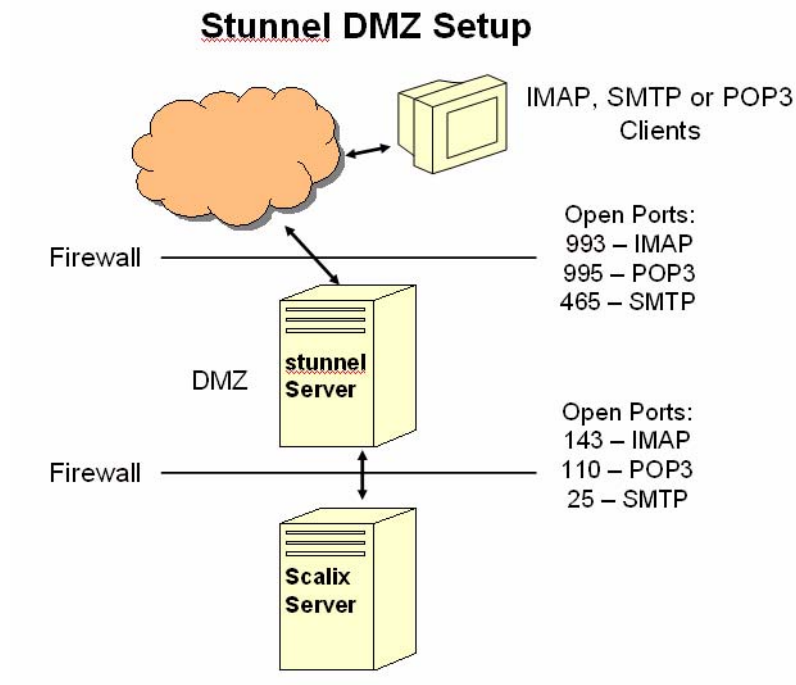 Stunnel DMZ Setup
IMAP, SMTP or POP3
Clients
Open Ports:
993 – IMAP
995 – POP3
465 – SMTP
Firewall
stunnel
Server
DMZ
Open Ports:
143 – IMAP
110 – POP3
25 – SMTP
Firewall
Scalix
Server